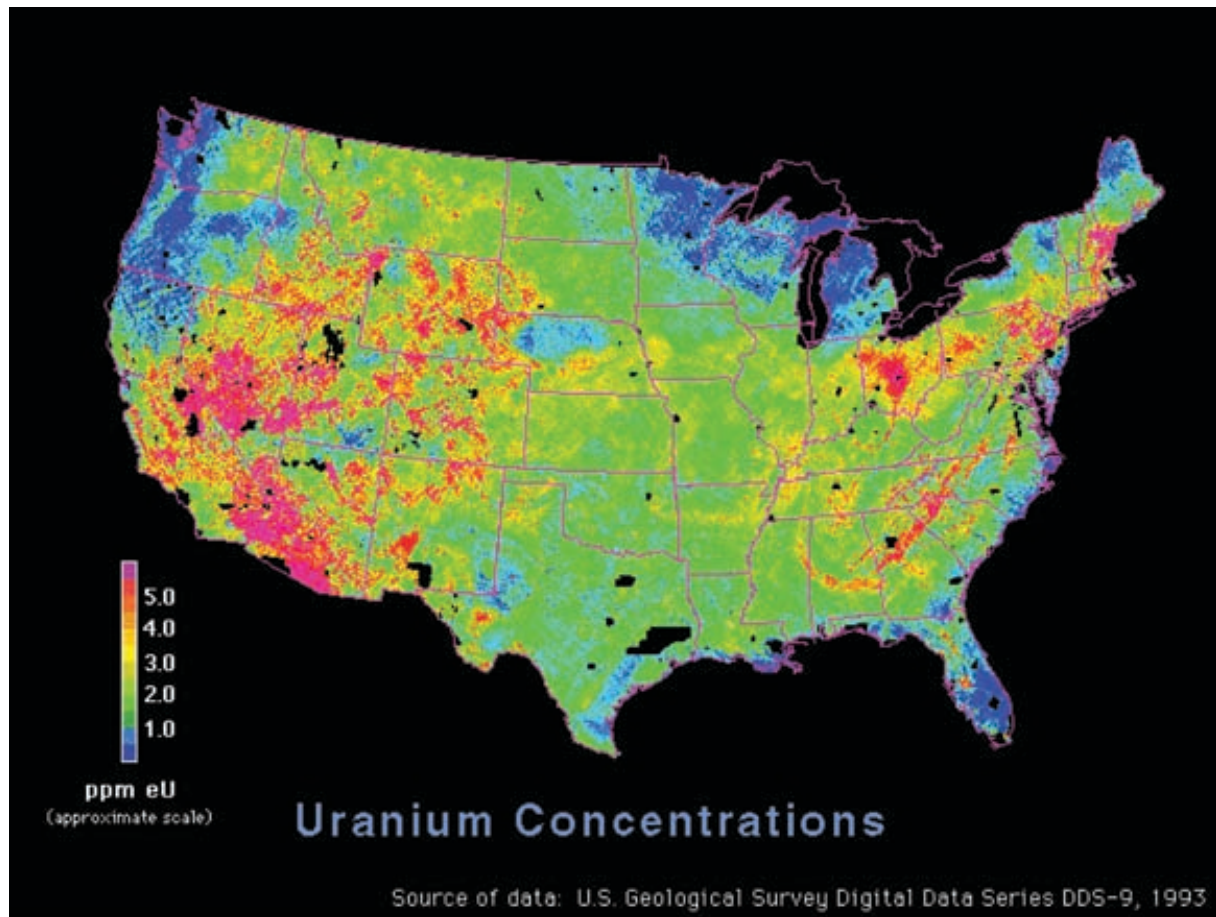 5.0
4.0
3.0
2.0
1.0
ppm eU
(approximate scale)
Uranium Concentrations
Source of data: U.S. Geological Survey Digital Data Series DDS-9, 1993